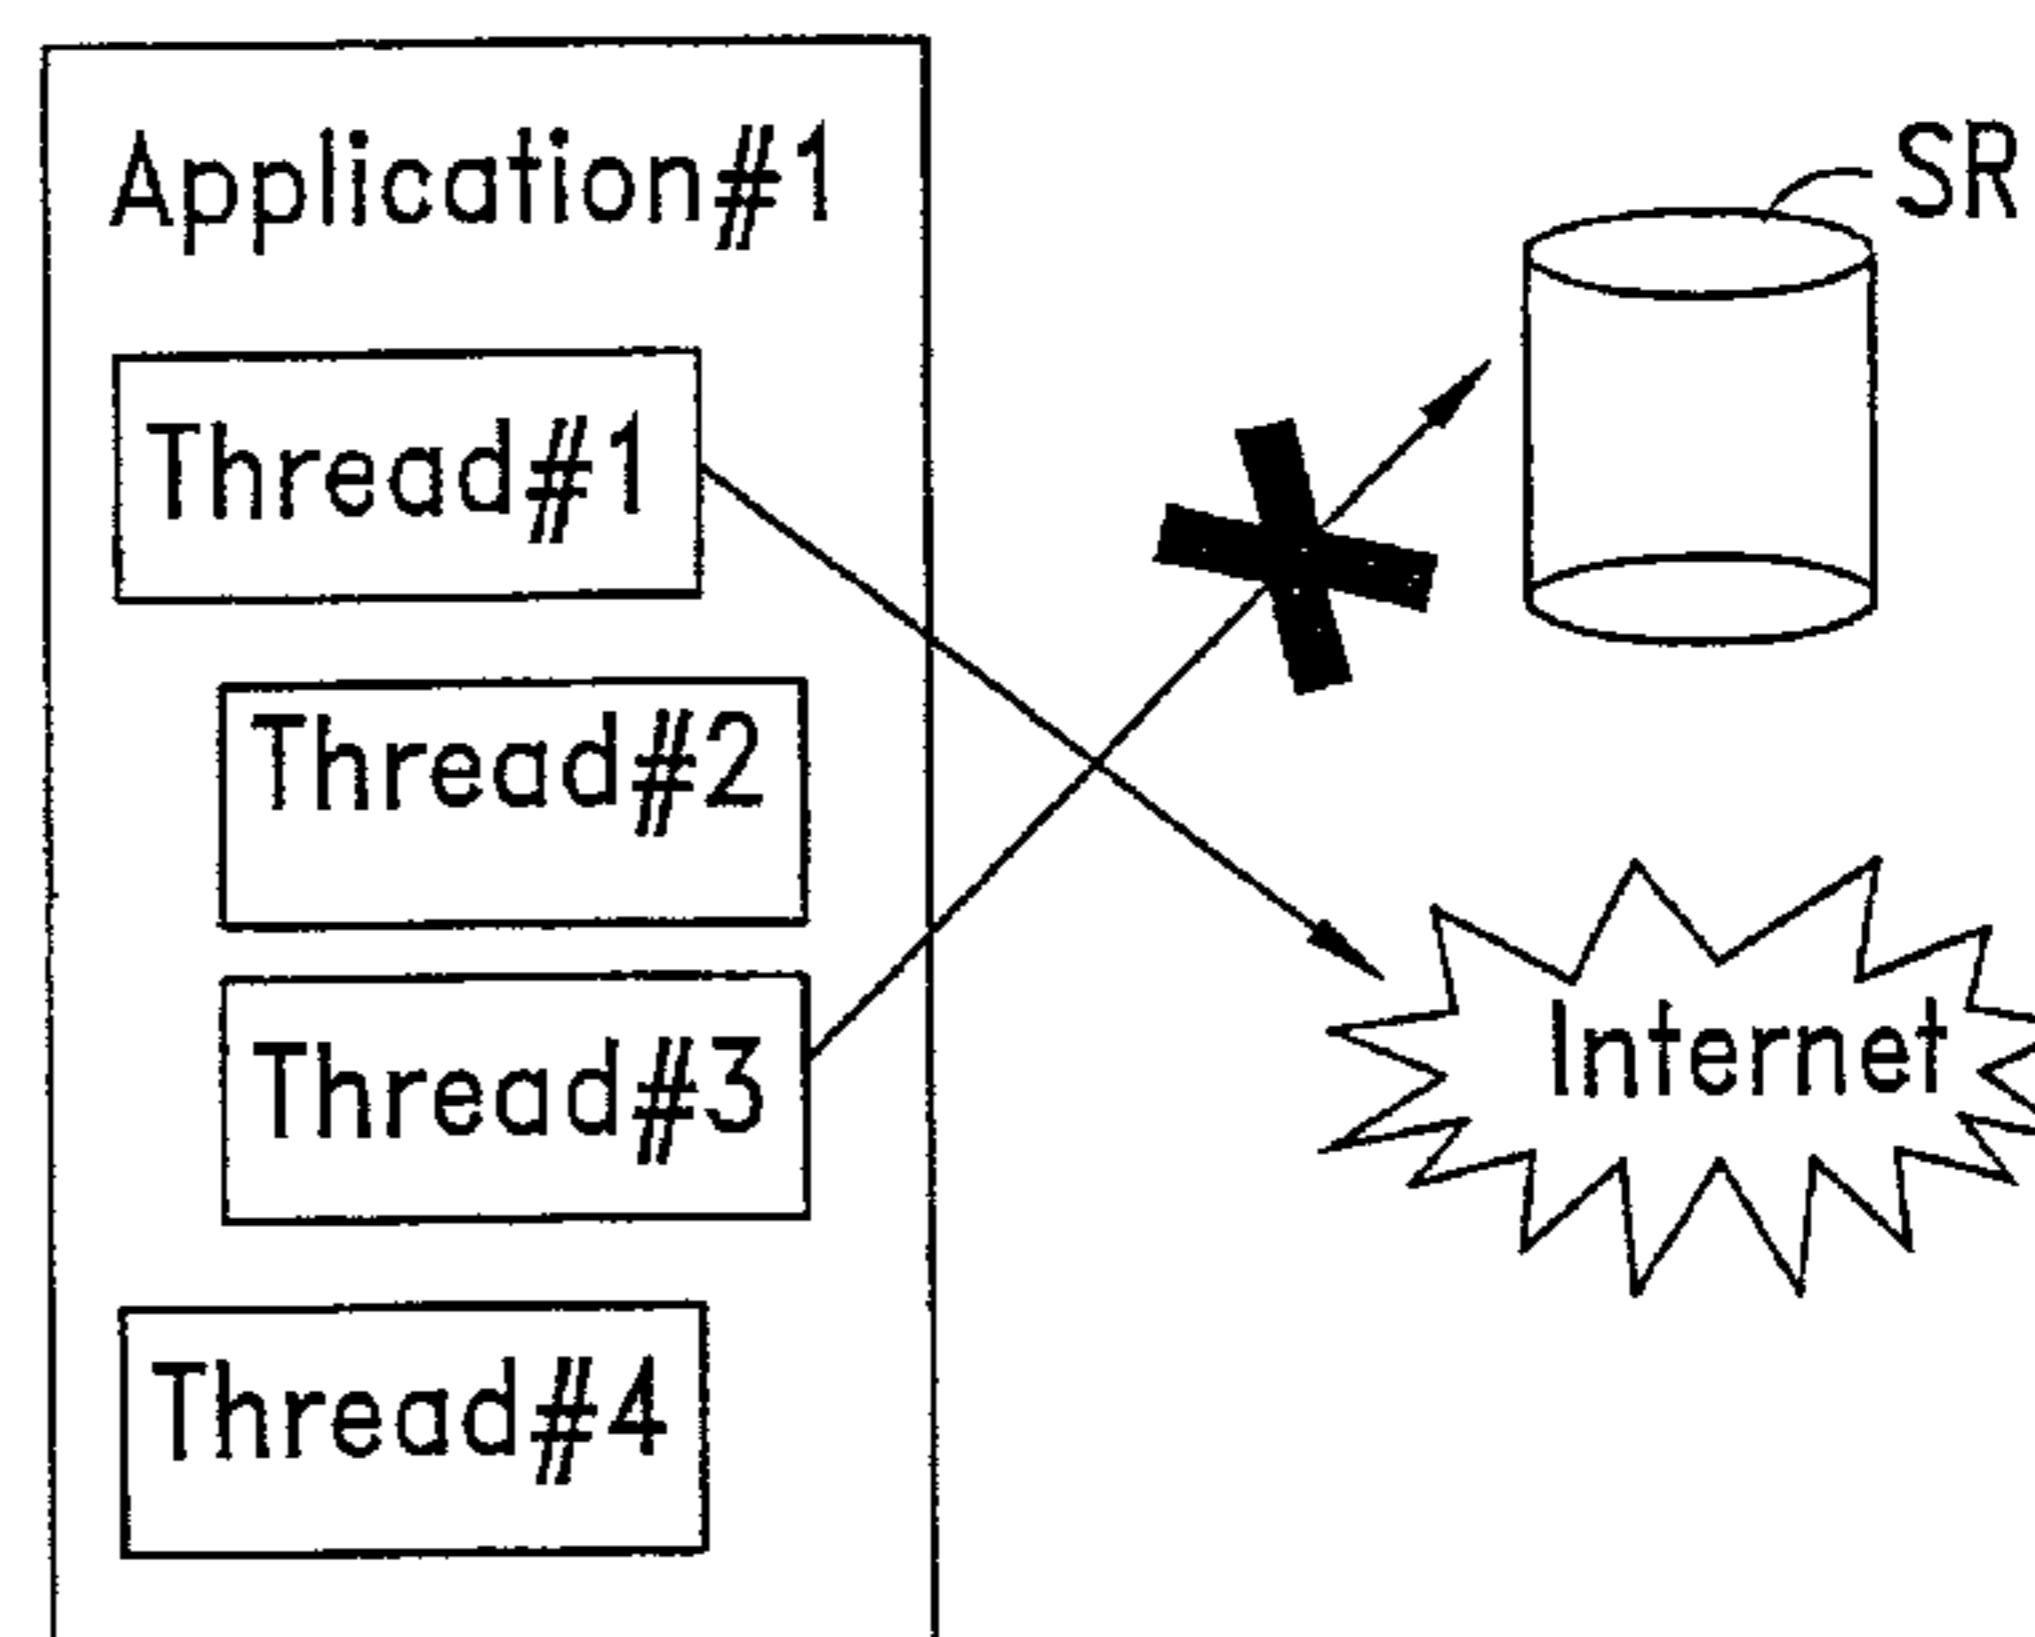 Application#1
SR
Thread#1
Thread#2
Thread#3
Internet
Thread#4